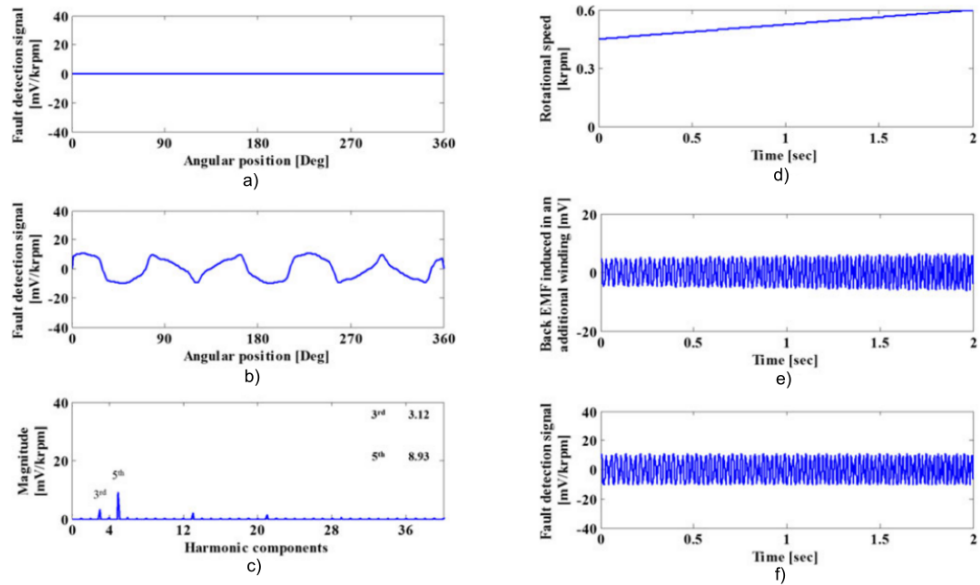 Fault detection signal
[mV/krpm]
40
20
0
-20
-40
0
90
180
270
360
Angular position [Deg]
a)
Fault detection signal
[mV/krpm]
40
20
0
-20
-40
0
90
180
270
360
Angular position [Deg]
b)
Magnitude
[mV/krpm]
40
20
0
3rd 3.12
5th 8.93
5th
3rd
0
4
12
20
28
36
Harmonic components
c)
Rotational speed
[krpm]
0.6
0.3
0
0
0.5
1
1.5
2
Time [sec]
d)
Back EMF induced in an
additional winding [mV]
20
0
-20
0
0.5
1
1.5
2
Time [sec]
e)
Fault detection signal
[mV/krpm]
40
20
0
-20
-40
0
0.5
1
1.5
2
Time [sec]
f)